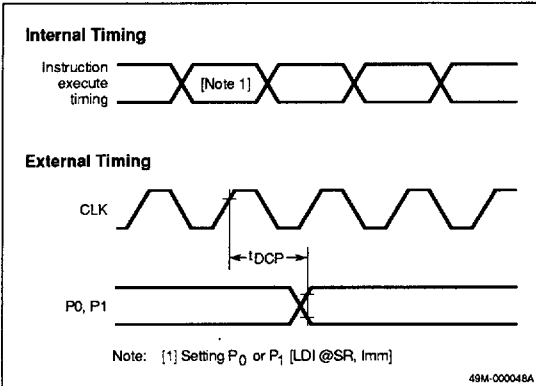 Internal Timing
Instruction
execute
timing
[Note 1]
External Timing
CLK
tDCP
P0, P1
Note: [1] Setting P0 or P1 [LDI @SR, Imm]
49M-000048A